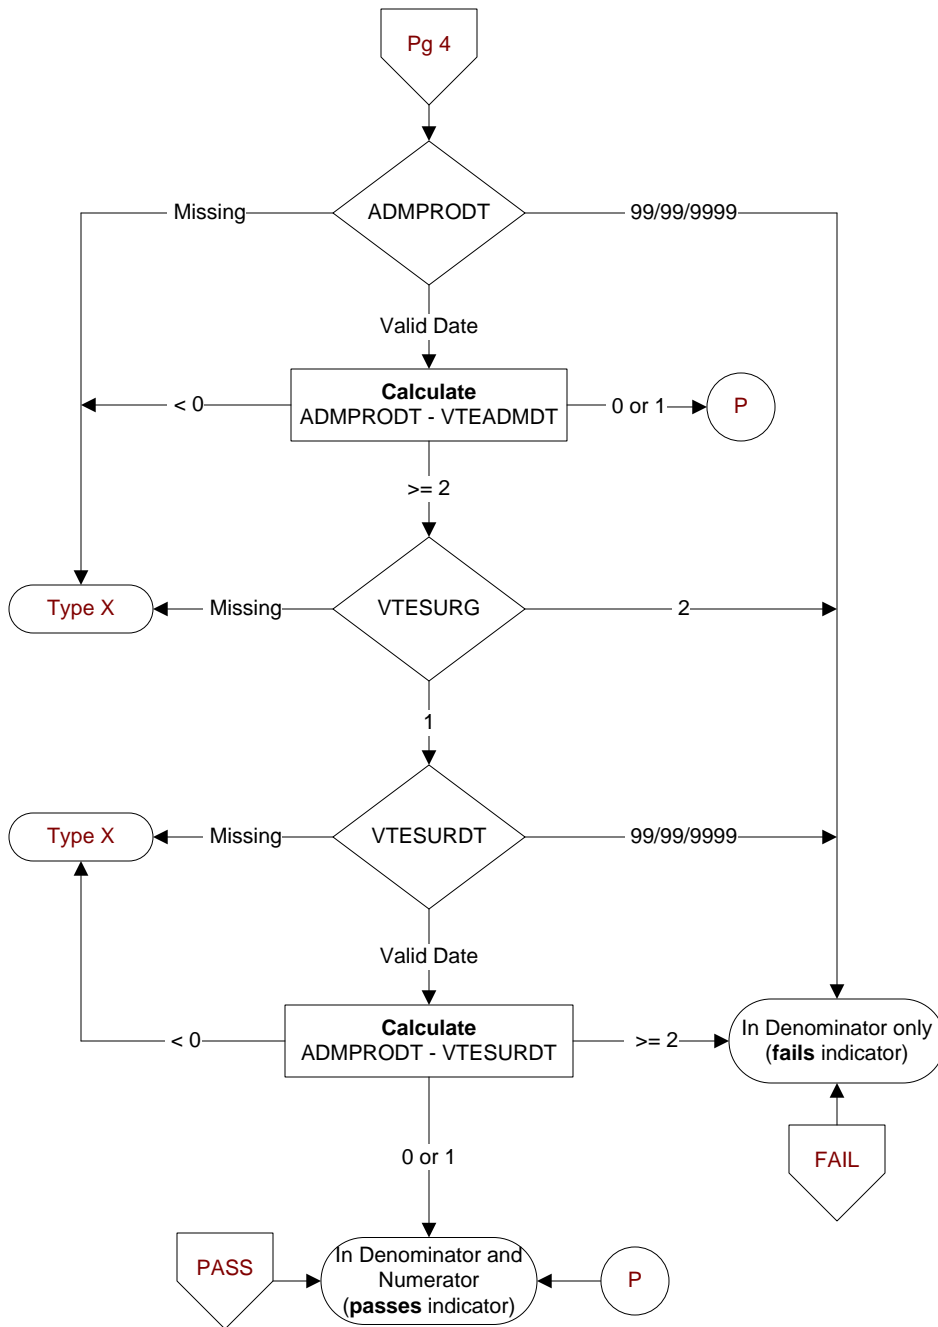 Pg 4
ADMPRODT
Missing
99/99/9999
Valid Date
Calculate
ADMPRODT - VTEADMDT
< 0
0 or 1
P
>= 2
VTESURG
Type X
Missing
2
1
VTESURDT
Type X
Missing
99/99/9999
Valid Date
Calculate
ADMPRODT - VTESURDT
< 0
>= 2
In Denominator only
(fails indicator)
FAIL
0 or 1
PASS
In Denominator and
Numerator
(passes indicator)
P